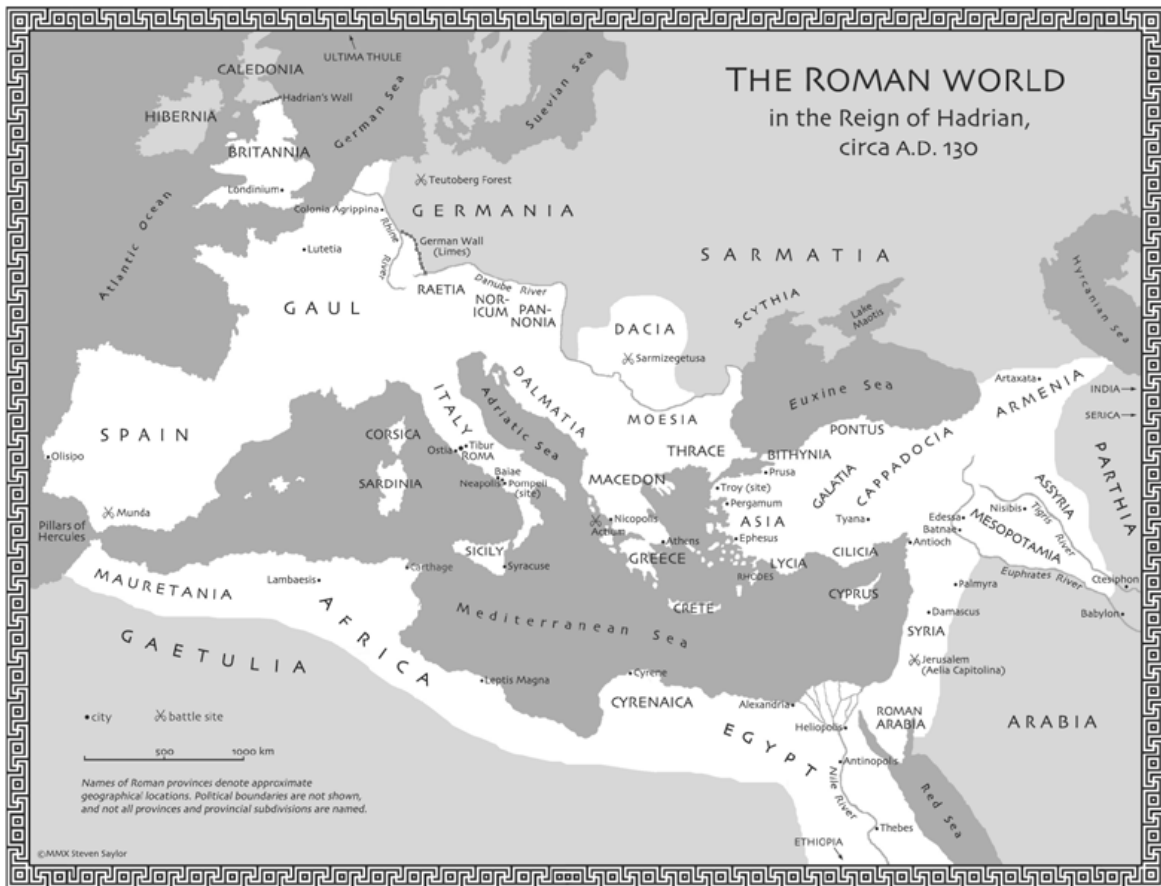 THE ROMAN WORLD
in the Reign of Hadrian,
circa A.D. 130
ULTIMA THULE
CALEDONIA
Hadrian's Wall
HIBERNIA
German Sea
Suevian Sea
BRITANNIA
Londinium
Atlantic Ocean
Teutoberg Forest
Colonia Agrippina
GERMANIA
Rhine
River
German Wall
(Limes)
Lutetia
SARMATIA
Hyrcanian Sea
RAETIA
Danube River
NOR-
ICUM
PAN-
NONIA
GAUL
SCYTHIA
Lake
Maotis
DACIA
Sarmizegetusa
Euxine Sea
Artaxata
ARMENIA
INDIA
SERICA
DALMATIA
ITALY
Adriatic Sea
MOESIA
SPAIN
CORSICA
Tibur
Ostia
ROMA
Olisipo
THRACE
PONTUS
BITHYNIA
Prusa
GALATIA
CAPPADOCIA
PARTHIA
SARDINIA
Baiae
Neapolis
Pompeii
(site)
MACEDON
Troy (site)
Pergamum
ASIA
Tyana
Edessa
Batnae
Nisibis
Tigris
River
ASSYRIA
MESOPOTAMIA
Munda
Pillars of
Hercules
Nicopolis
Actium
Athens
Ephesus
Antioch
SICILY
GREECE
LYCIA
CILICIA
Syracuse
Carthage
RHODES
Euphrates River
Ctesiphon
MAURETANIA
Lambaesis
CRETE
CYPRUS
Palmyra
Babylon
AFRICA
Mediterranean Sea
Damascus
SYRIA
GAETULIA
Jerusalem
(Aelia Capitolina)
Leptis Magna
Cyrene
CYRENAICA
Alexandria
Heliopolis
ROMAN
ARABIA
ARABIA
EGYPT
Antinopolis
Nile River
Red Sea
Thebes
ETHIOPIA
city
battle site
500
1000 km
Names of Roman provinces denote approximate
geographical locations. Political boundaries are not shown,
and not all provinces and provincial subdivisions are named.
©MMX Steven Saylor